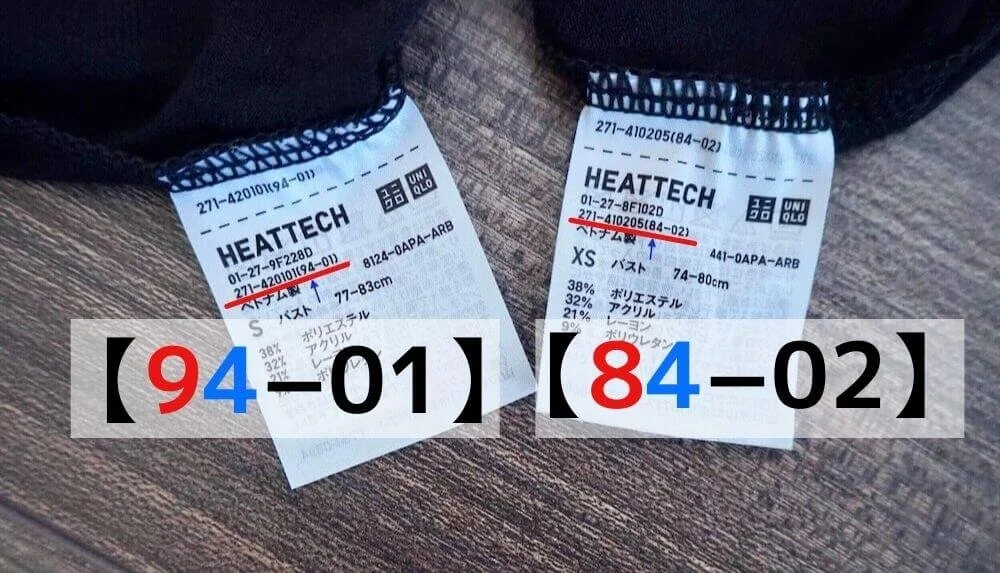 271-420101(94-01)
HEATTECH
ユニクロ
UNIQLO
01-27-9F228D
271-420101(94-01)
ベトナム製
8124-0APA-ARB
S
バスト
77-83cm
38% ポリエステル
32% アクリル
21%
【94-01】
271-410205(84-02)
HEATTECH
ユニクロ
UNIQLO
01-27-8F102D
271-410205(84-02)
ベトナム製
441-0APA-ARB
XS バスト 74-80cm
38% ポリエステル
32% アクリル
21% レーヨン
9% ポリウレタン
【84-02】